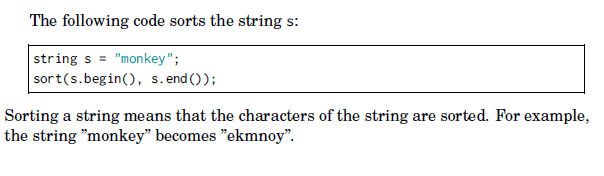 The following code sorts the string s:
string s = "monkey";
sort(s.begin(), s.end());
Sorting a string means that the characters of the string are sorted. For example,
the string ”monkey” becomes ”ekmnoy”.